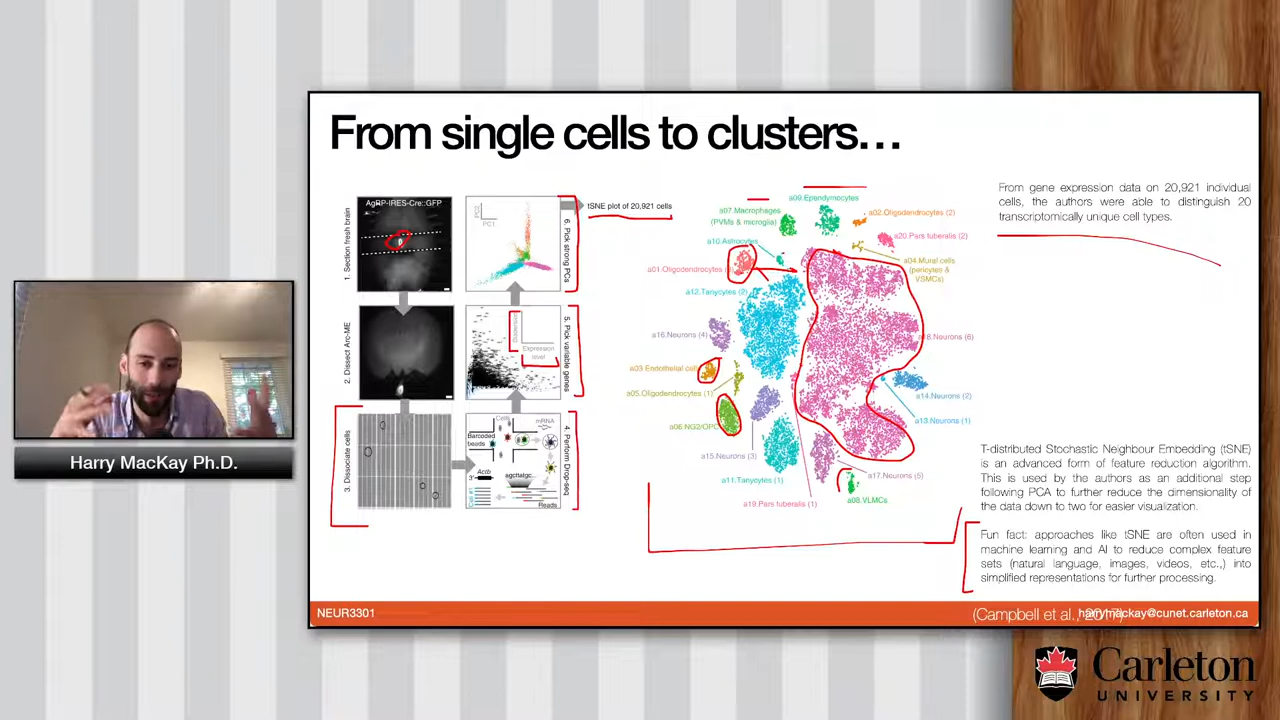 From single cells to clusters…
AgRP-IRES-Cre::GFP
1. Section fresh brain
2. Dissect Arc-ME
3. Dissociate cells
PC2
PC1
6. Pick strong PCs
Dispersion
Expression
level
5. Pick variable genes
Cells
mRNA
Barcoded
beads
Actb
3'
agcttatgc...
Reads
4. Perform Drop-seq
tSNE plot of 20,921 cells
a09.Ependymocytes
a07.Macrophages
(PVMs & microglia)
a02.Oligodendrocytes (2)
a20.Pars tuberalis (2)
a10.Astrocytes
a04.Mural cells
(pericytes &
VSMCs)
a01.Oligodendrocytes
a12.Tanycytes (2)
a16.Neurons (4)
a18.Neurons (6)
a03.Endothelial cell
a05.Oligodendrocytes (1)
a14.Neurons (2)
a06.NG2/OPC
a13.Neurons (1)
a15.Neurons (3)
a11.Tanycytes (1)
a17.Neurons (5)
a08.VLMCs
a19.Pars tuberalis (1)
From gene expression data on 20,921 individual
cells, the authors were able to distinguish 20
transcriptomically unique cell types.
T-distributed Stochastic Neighbour Embedding (tSNE)
is an advanced form of feature reduction algorithm.
This is used by the authors as an additional step
following PCA to further reduce the dimensionality of
the data down to two for easier visualization.
Fun fact: approaches like tSNE are often used in
machine learning and AI to reduce complex feature
sets (natural language, images, videos, etc.,) into
simplified representations for further processing.
NEUR3301
(Campbell et al., 2017)
harrymackay@cunet.carleton.ca
Harry MacKay Ph.D.
Carleton
UNIVERSITY